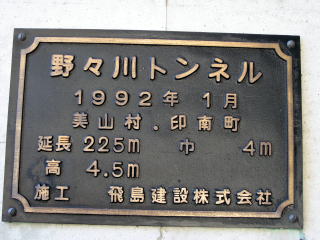 野々川トンネル
1992年 1月
美山村．印南町
延長 225m 巾 4m
高 4.5m
施工 飛島建設株式会社